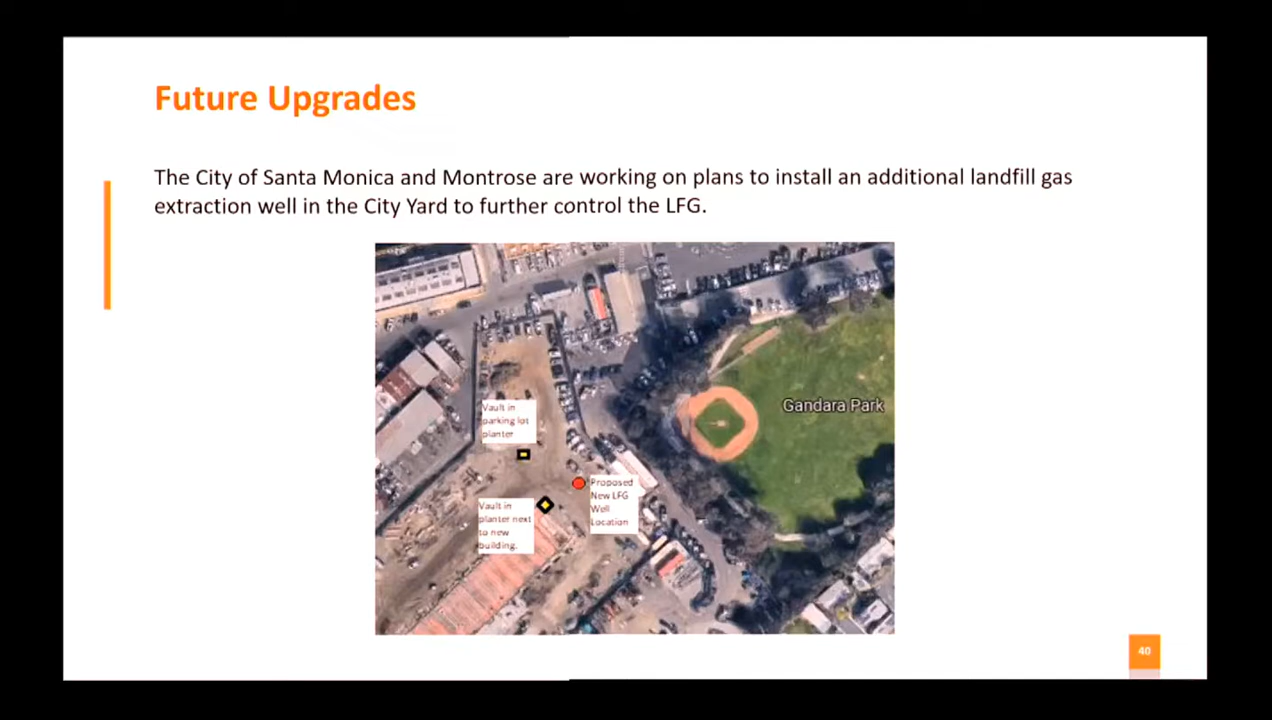 Future Upgrades
The City of Santa Monica and Montrose are working on plans to install an additional landfill gas
extraction well in the City Yard to further control the LFG.
Gandara Park
Vault in
parking lot
planter
Proposed
New LFG
Well
Location
Vault in
planter next
to new
building.
40